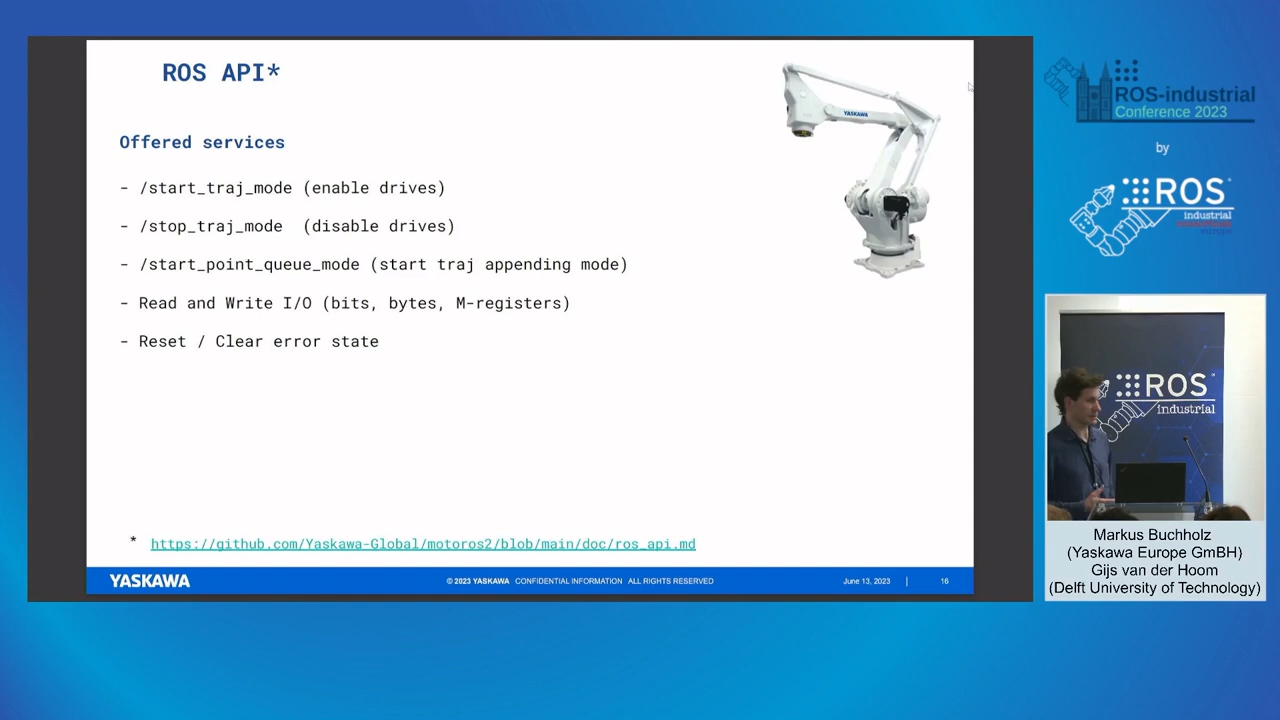 ROS API*
Offered services
- /start_traj_mode (enable drives)
- /stop_traj_mode  (disable drives)
- /start_point_queue_mode (start traj appending mode)
- Read and Write I/O (bits, bytes, M-registers)
- Reset / Clear error state
* https://github.com/Yaskawa-Global/motoros2/blob/main/doc/ros_api.md
YASKAWA
© 2023 YASKAWA CONFIDENTIAL INFORMATION ALL RIGHTS RESERVED
June 13, 2023 | 16
YASKAWA
ROS-industrial
Conference 2023
by
ROS
industrial
europe
ROS
industrial
Markus Buchholz
(Yaskawa Europe GmBH)
Gijs van der Hoorn
(Delft University of Technology)